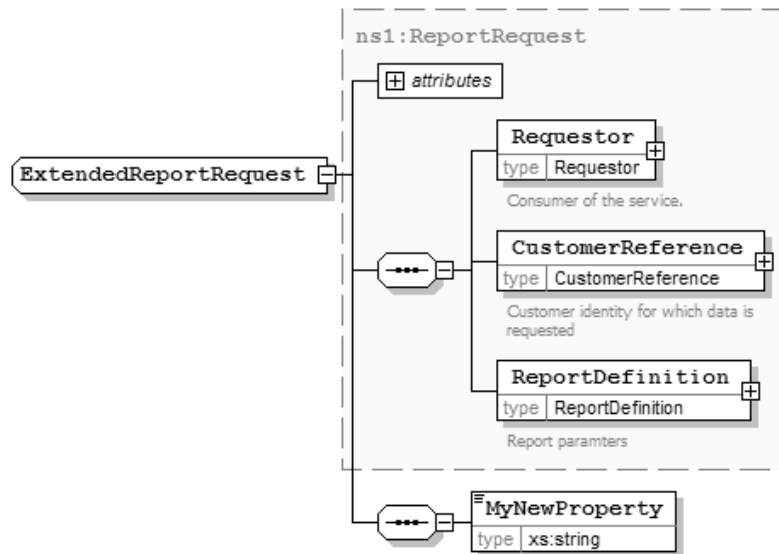 ns1:ReportRequest
attributes
ExtendedReportRequest
Requestor
type Requestor
Consumer of the service.
CustomerReference
type CustomerReference
Customer identity for which data is
requested
ReportDefinition
type ReportDefinition
Report paramters
MyNewProperty
type xs:string